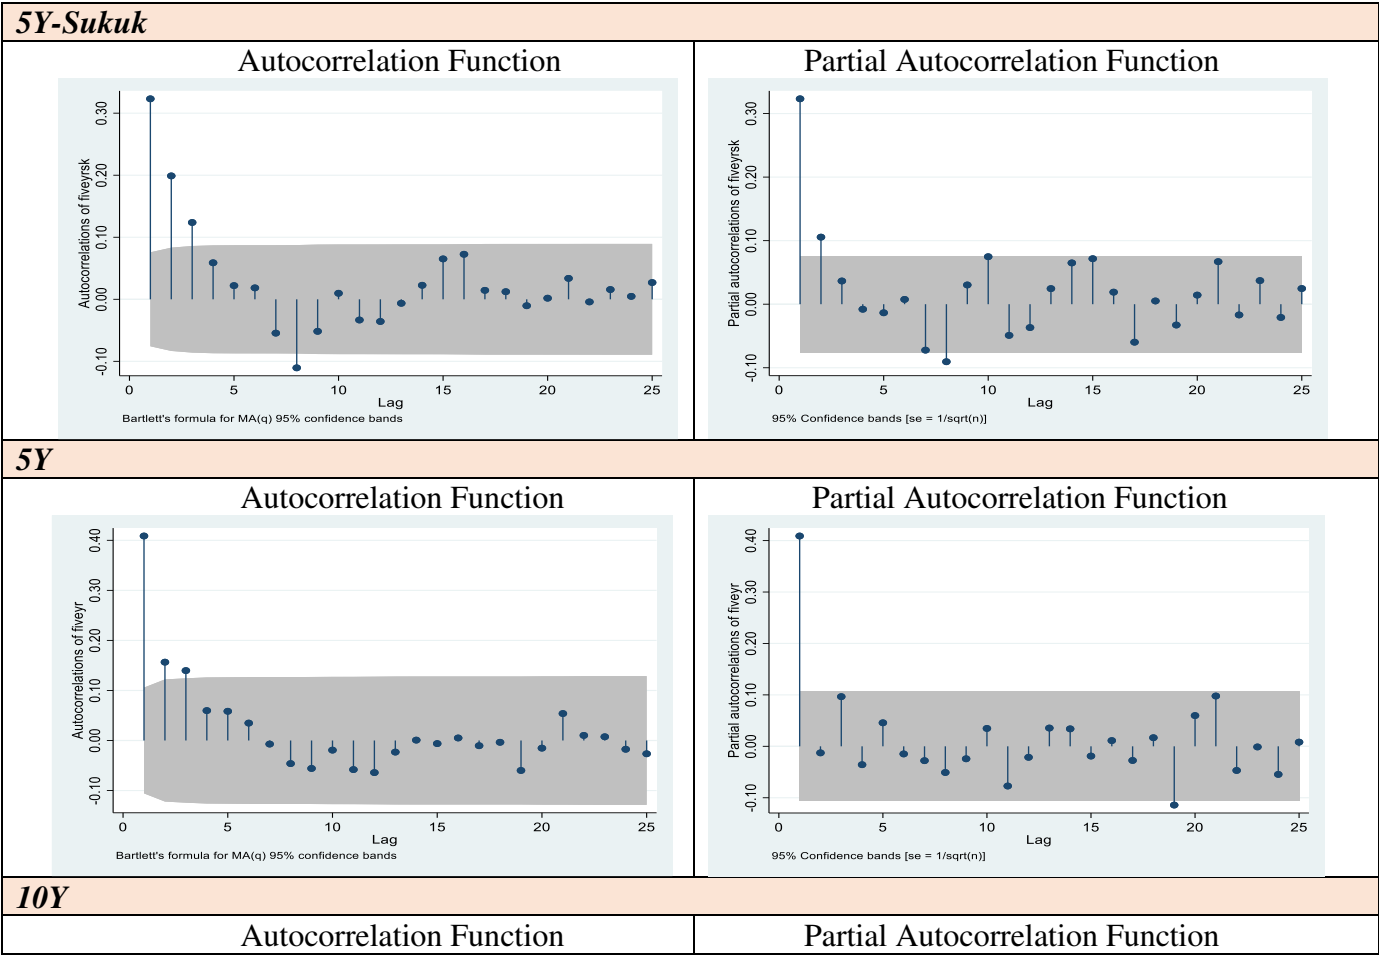 5Y-Sukuk
Autocorrelation Function
Autocorrelations of fiveyrsk
0.30
0.20
0.10
0.00
-0.10
0 5 10 15 20 25
Lag
Bartlett's formula for MA(q) 95% confidence bands
Partial Autocorrelation Function
Partial autocorrelations of fiveyrsk
0.30
0.20
0.10
0.00
-0.10
0 5 10 15 20 25
Lag
95% Confidence bands [se = 1/sqrt(n)]
5Y
Autocorrelation Function
Autocorrelations of fiveyr
0.40
0.30
0.20
0.10
0.00
-0.10
0 5 10 15 20 25
Lag
Bartlett's formula for MA(q) 95% confidence bands
Partial Autocorrelation Function
Partial autocorrelations of fiveyr
0.40
0.30
0.20
0.10
0.00
-0.10
0 5 10 15 20 25
Lag
95% Confidence bands [se = 1/sqrt(n)]
10Y
Autocorrelation Function
Partial Autocorrelation Function